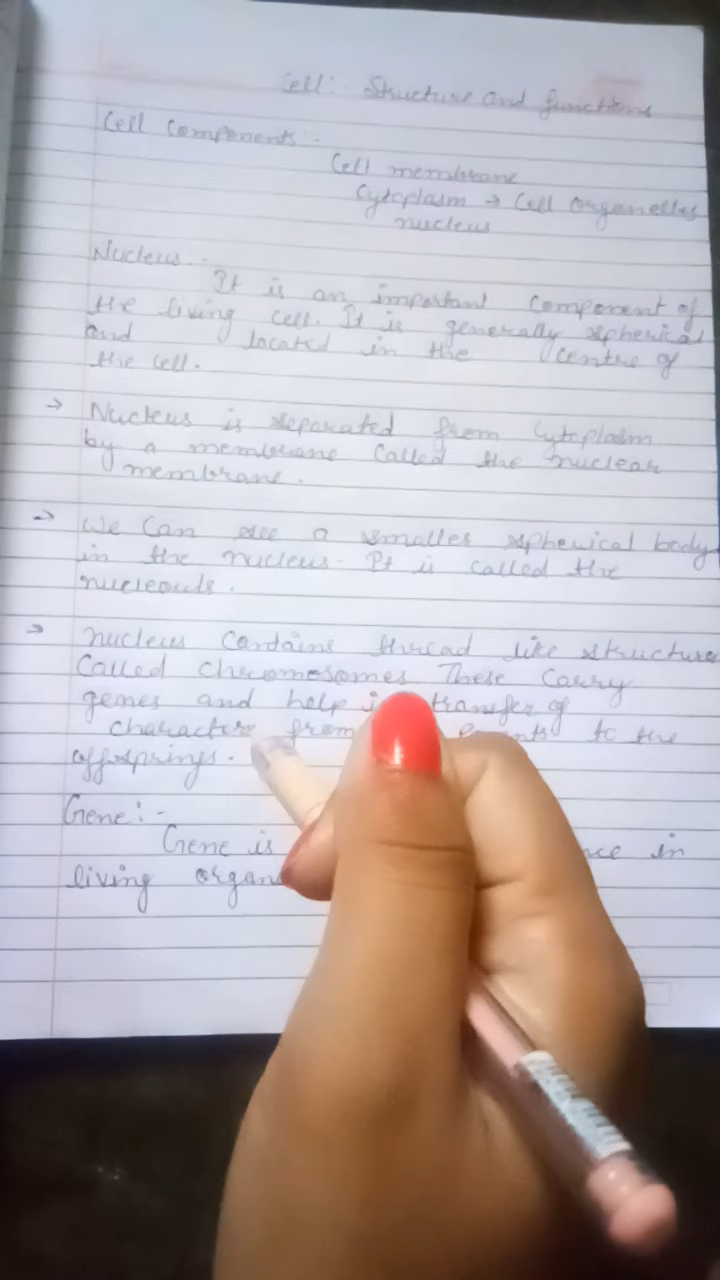 Cell:- Structure and functions
Cell Components:-
Cell membrane
Cytoplasm → Cell Organelles
nucleus
Nucleus:-
It is an important component of
the living cell. It is generally spherical
and located in the centre of
the cell.
→ Nucleus is separated from Cytoplasm
by a membrane called the nuclear
membrane.
→ We can see a smaller spherical body
in the nucleus. It is called the
nucleouls.
→ nucleus contains thread like structures
called chromosomes These carry
genes and help in transfer of
characters from to the
offsprings.
Gene:-
Gene is in
living